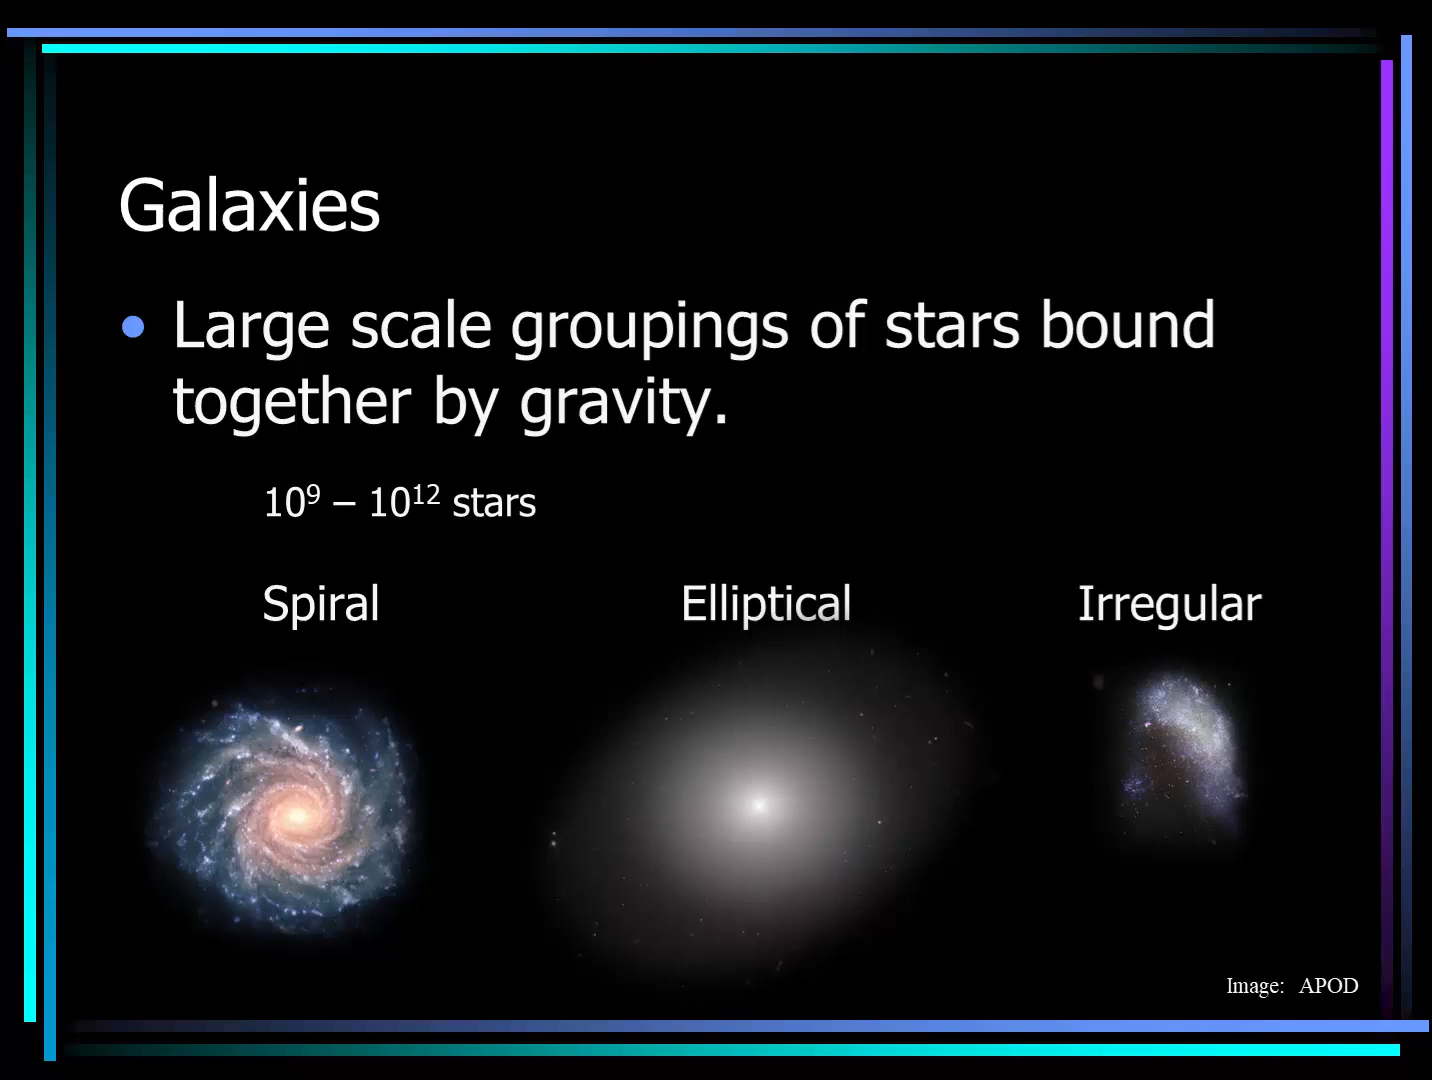 Galaxies
• Large scale groupings of stars bound
together by gravity.
10⁹ – 10¹² stars
Spiral
Elliptical
Irregular
Image: APOD